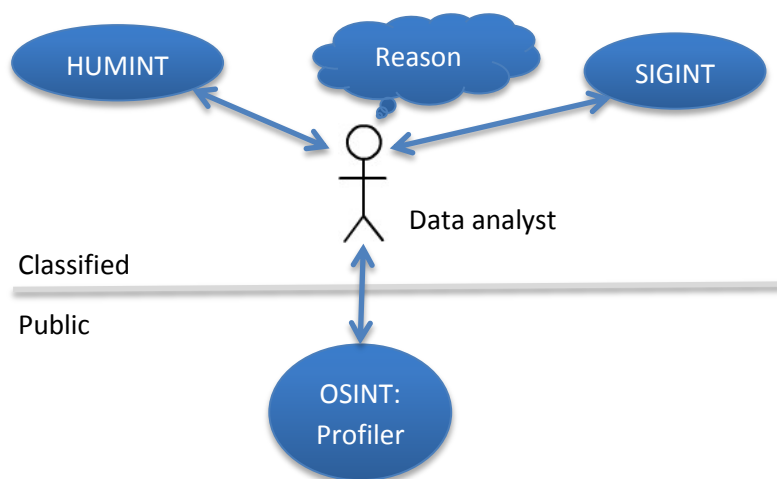 HUMINT
Reason
SIGINT
Data analyst
Classified
Public
OSINT:
Profiler